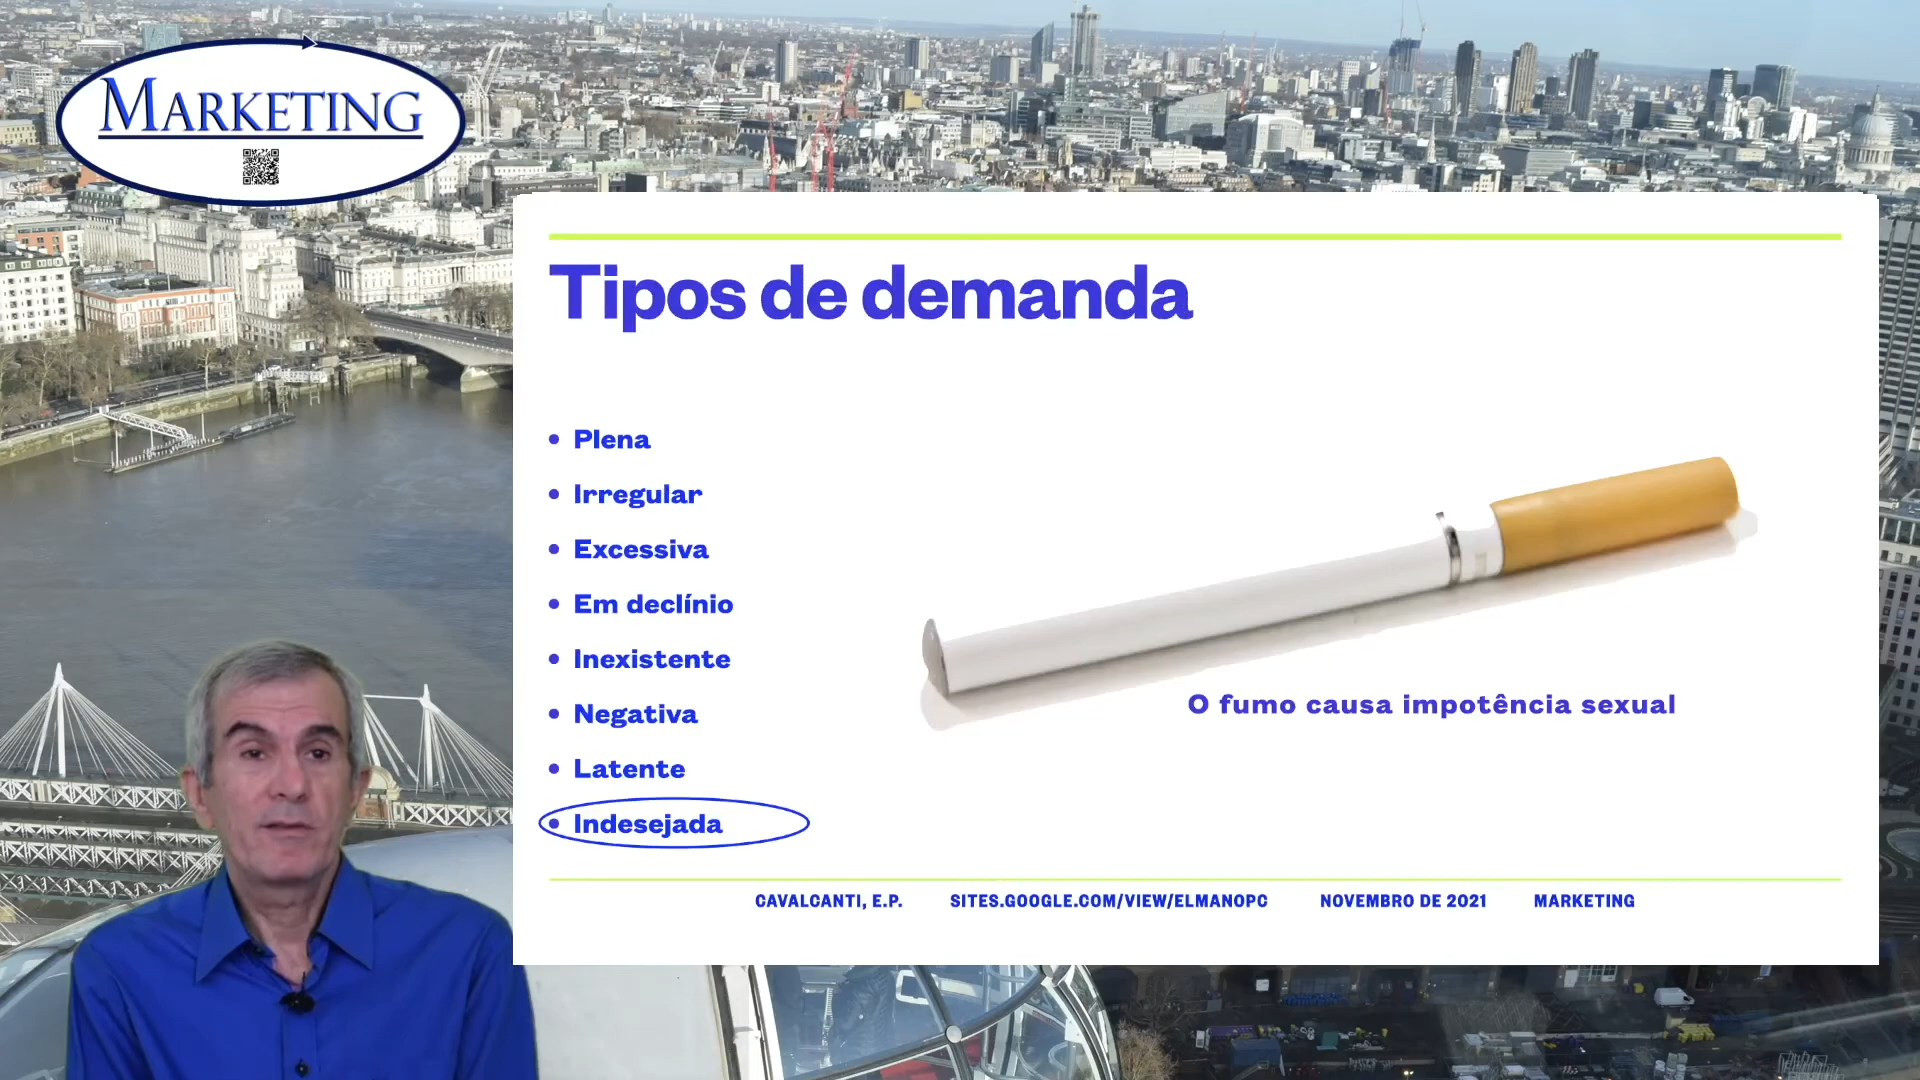 MARKETING
Tipos de demanda
• Plena
• Irregular
• Excessiva
• Em declínio
• Inexistente
• Negativa
• Latente
• Indesejada
O fumo causa impotência sexual
CAVALCANTI, E.P. SITES.GOOGLE.COM/VIEW/ELMANOPC NOVEMBRO DE 2021 MARKETING